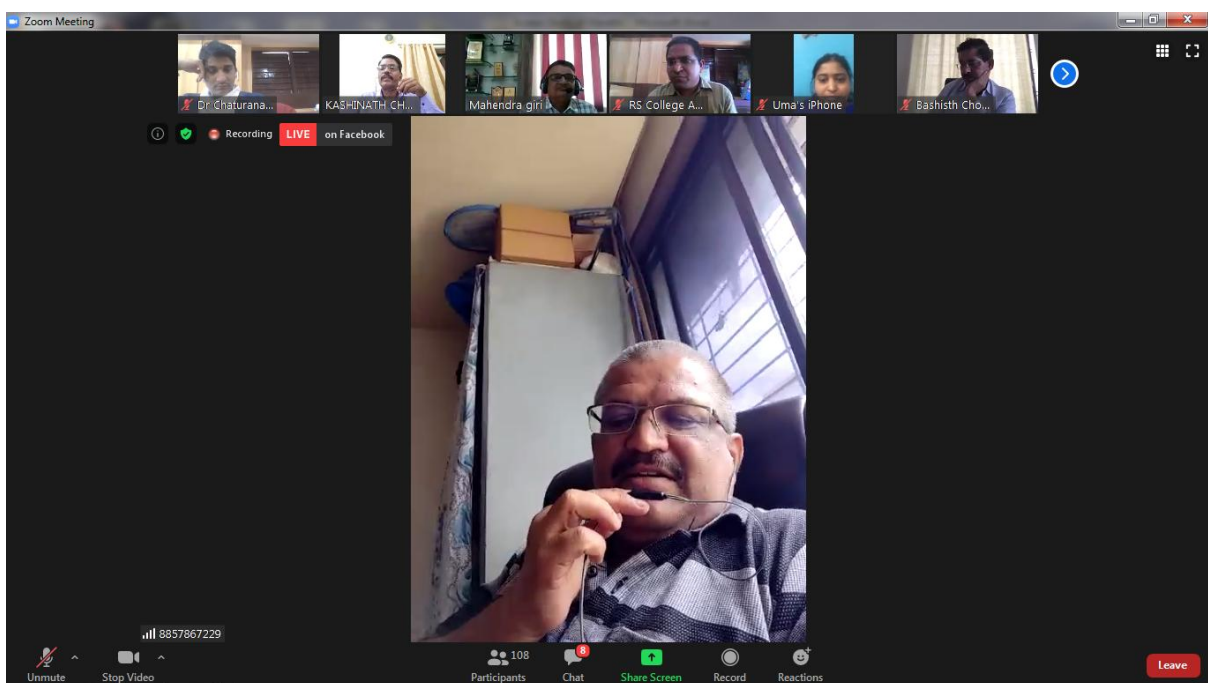 Zoom Meeting
Dr Chaturana...
KASHINATH CH...
Mahendra giri
RS College A...
Uma's iPhone
Bashisth Cho...
Recording
LIVE
on Facebook
8857867229
Unmute
Stop Video
108
Participants
8
Chat
Share Screen
Record
Reactions
Leave